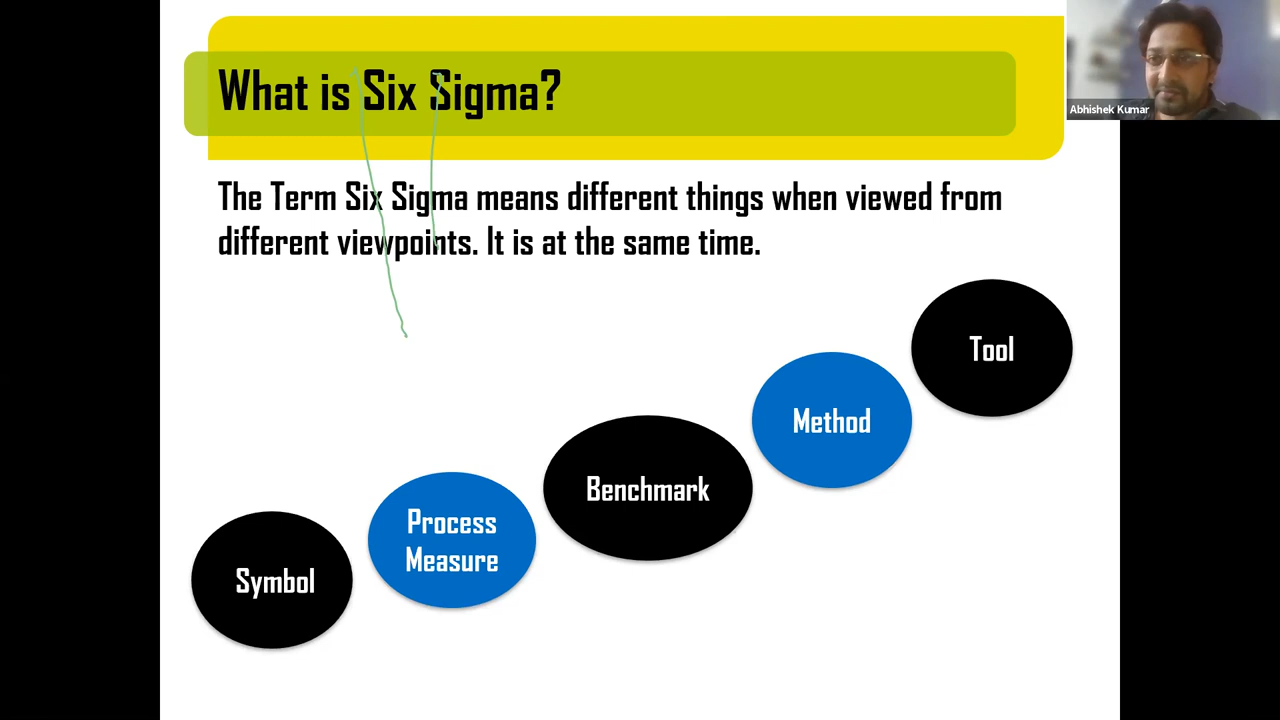 What is Six Sigma?
Abhishek Kumar
The Term Six Sigma means different things when viewed from
different viewpoints. It is at the same time.
Tool
Method
Benchmark
Process
Measure
Symbol